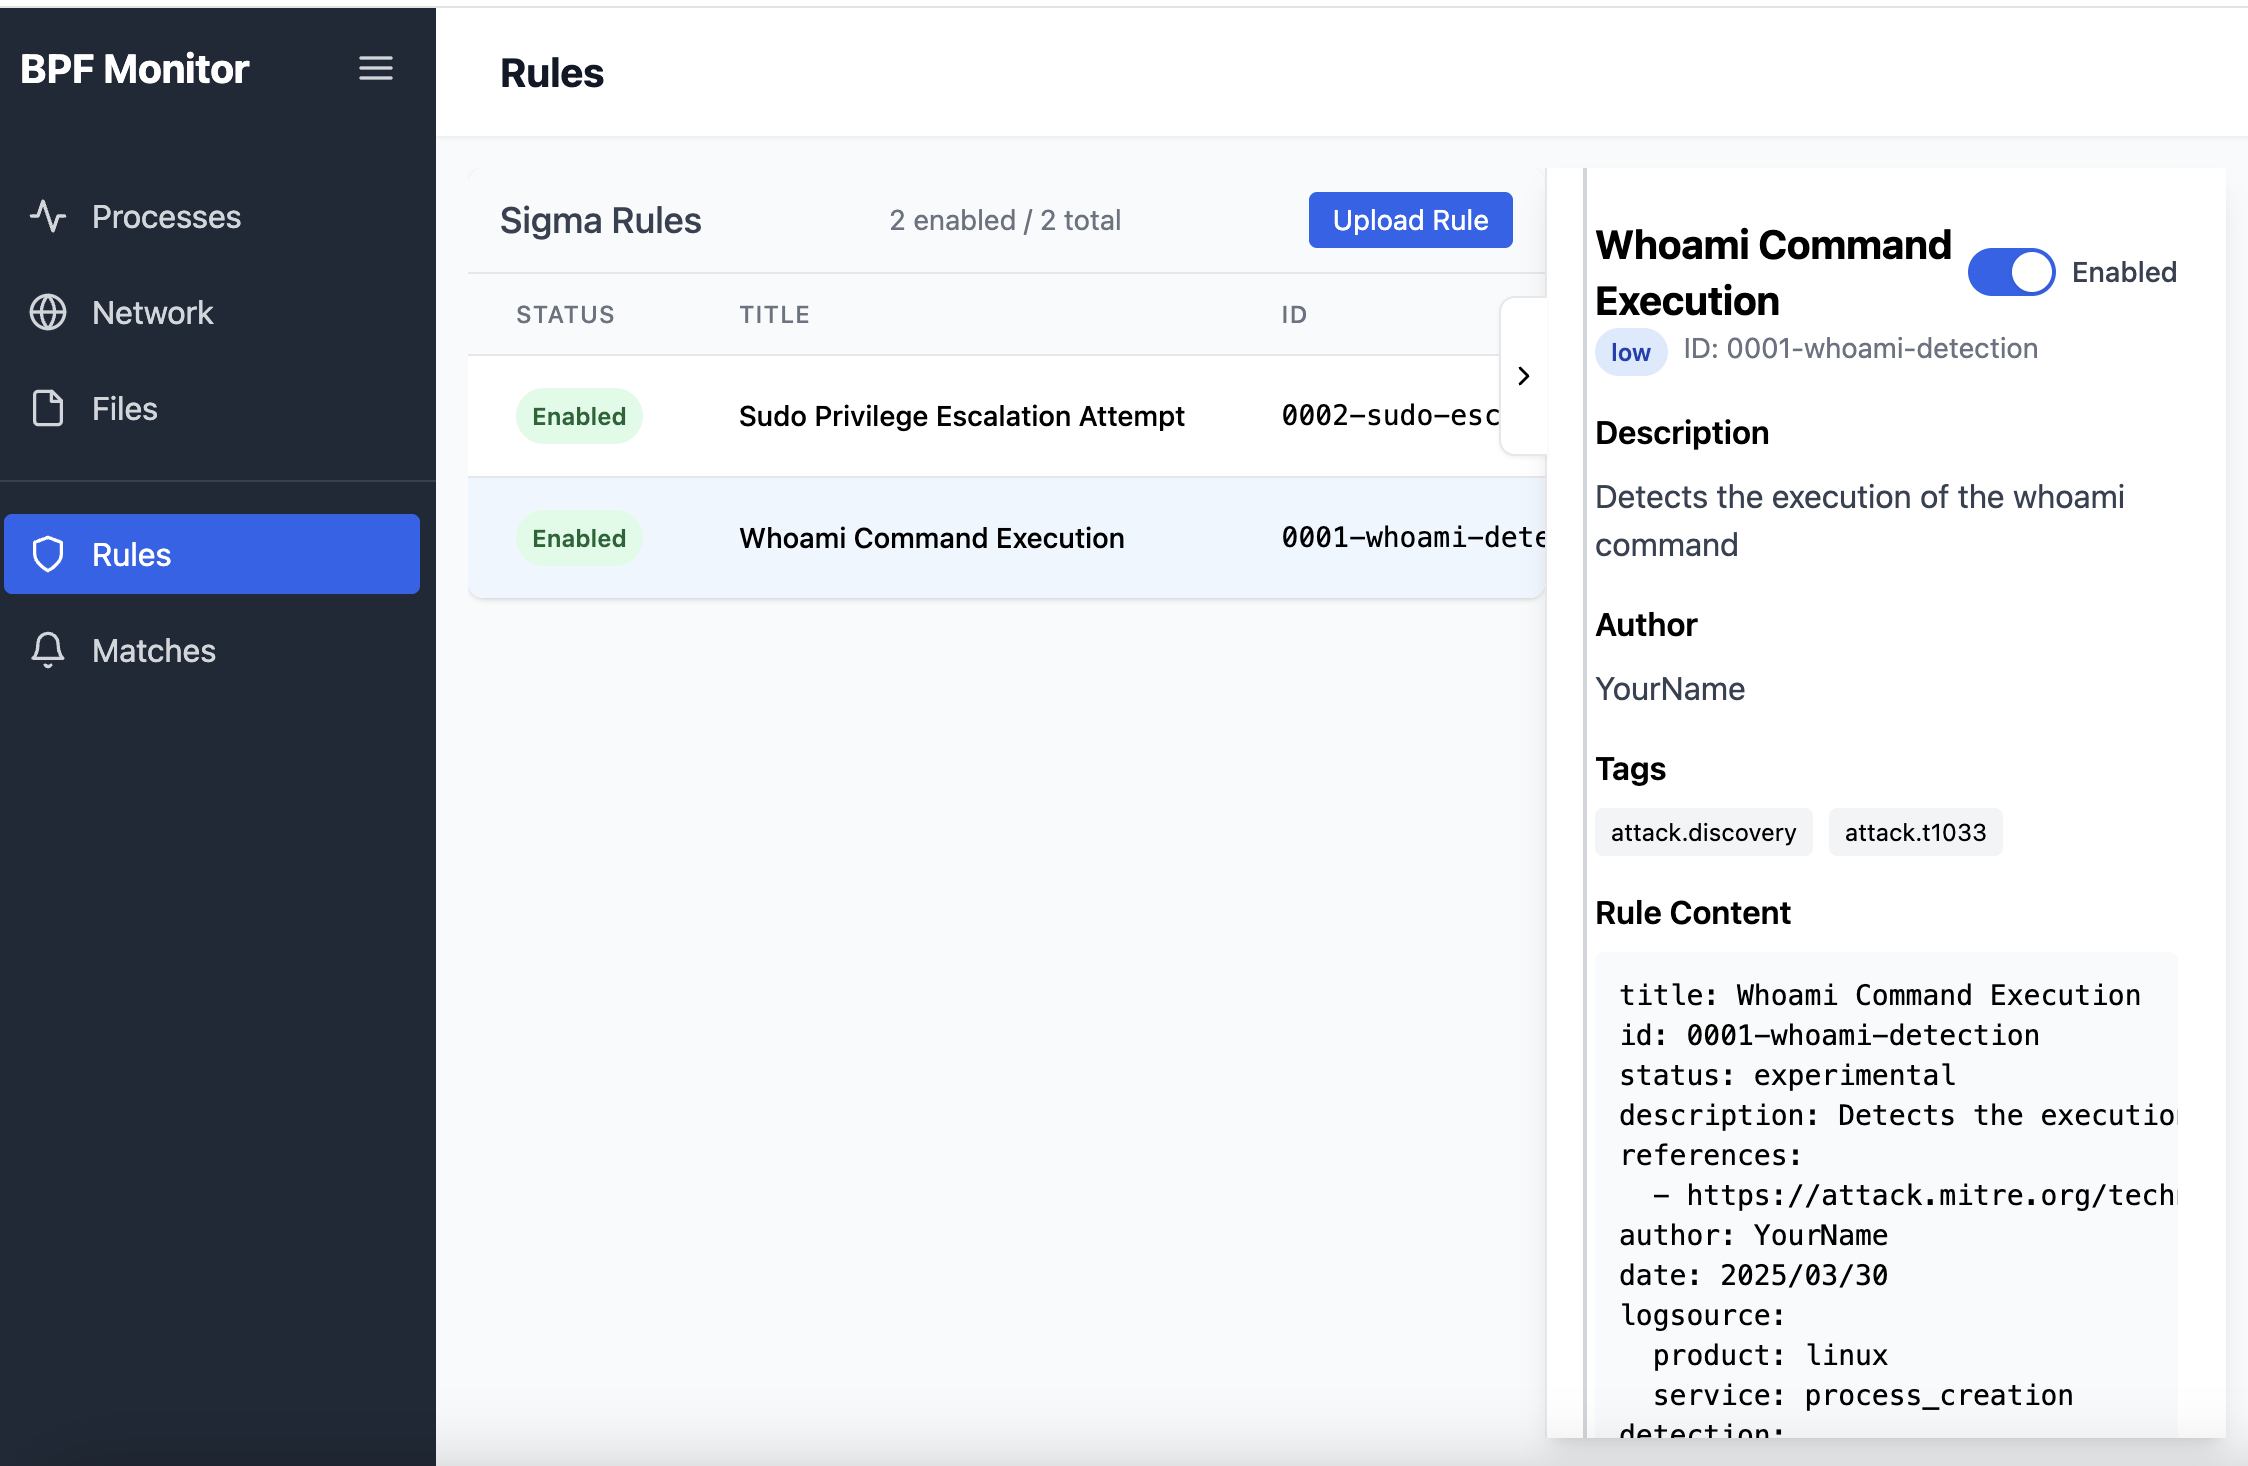 BPF Monitor
Processes
Network
Files
Rules
Matches
Rules
Sigma Rules
2 enabled / 2 total
Upload Rule
STATUS TITLE ID
Enabled Sudo Privilege Escalation Attempt 0002-sudo-esc
Enabled Whoami Command Execution 0001-whoami-dete
Whoami Command
Execution
Enabled
low ID: 0001-whoami-detection
Description
Detects the execution of the whoami
command
Author
YourName
Tags
attack.discovery attack.t1033
Rule Content
title: Whoami Command Execution
id: 0001-whoami-detection
status: experimental
description: Detects the execution
references:
- https://attack.mitre.org/tech
author: YourName
date: 2025/03/30
logsource:
product: linux
service: process_creation
detection: